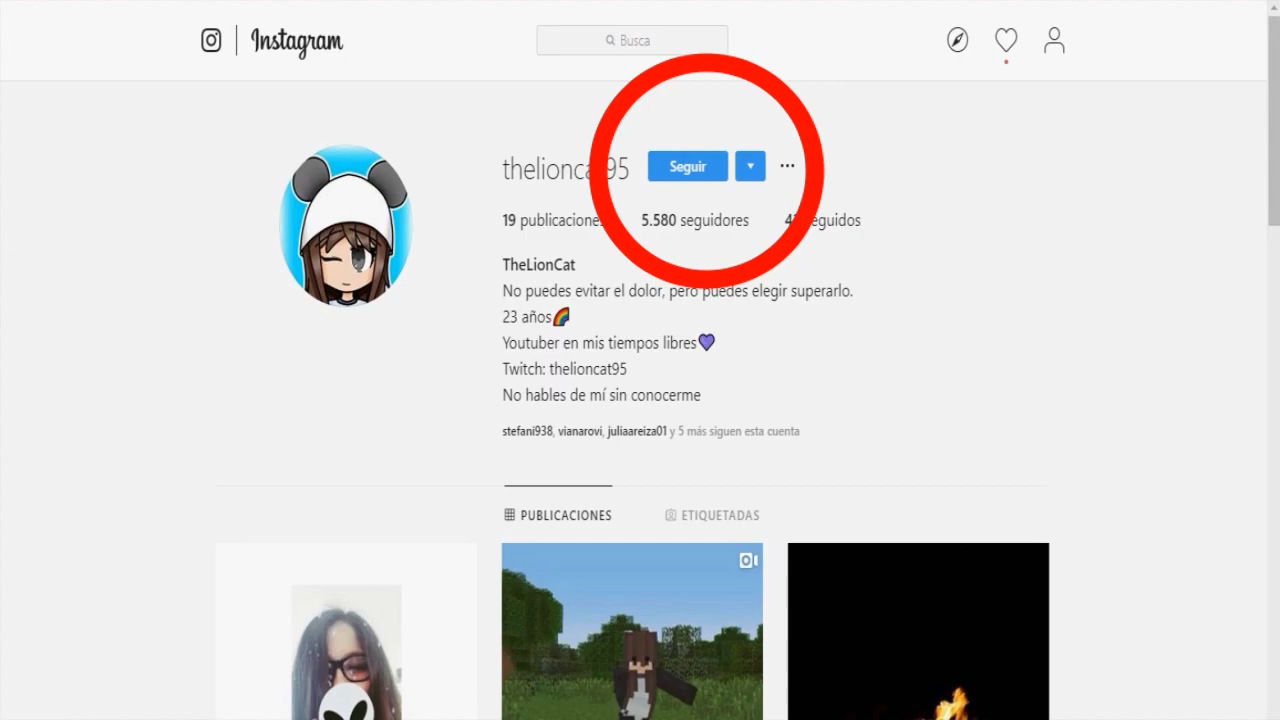 Instagram
Busca
thelioncat95 Seguir
19 publicaciones 5.580 seguidores seguidos
TheLionCat
No puedes evitar el dolor, pero puedes elegir superarlo.
23 años🌈
Youtuber en mis tiempos libres💜
Twitch: thelioncat95
No hables de mí sin conocerme
stefani938, vianarovi, juliaareiza01 y 5 más siguen esta cuenta
PUBLICACIONES ETIQUETADAS